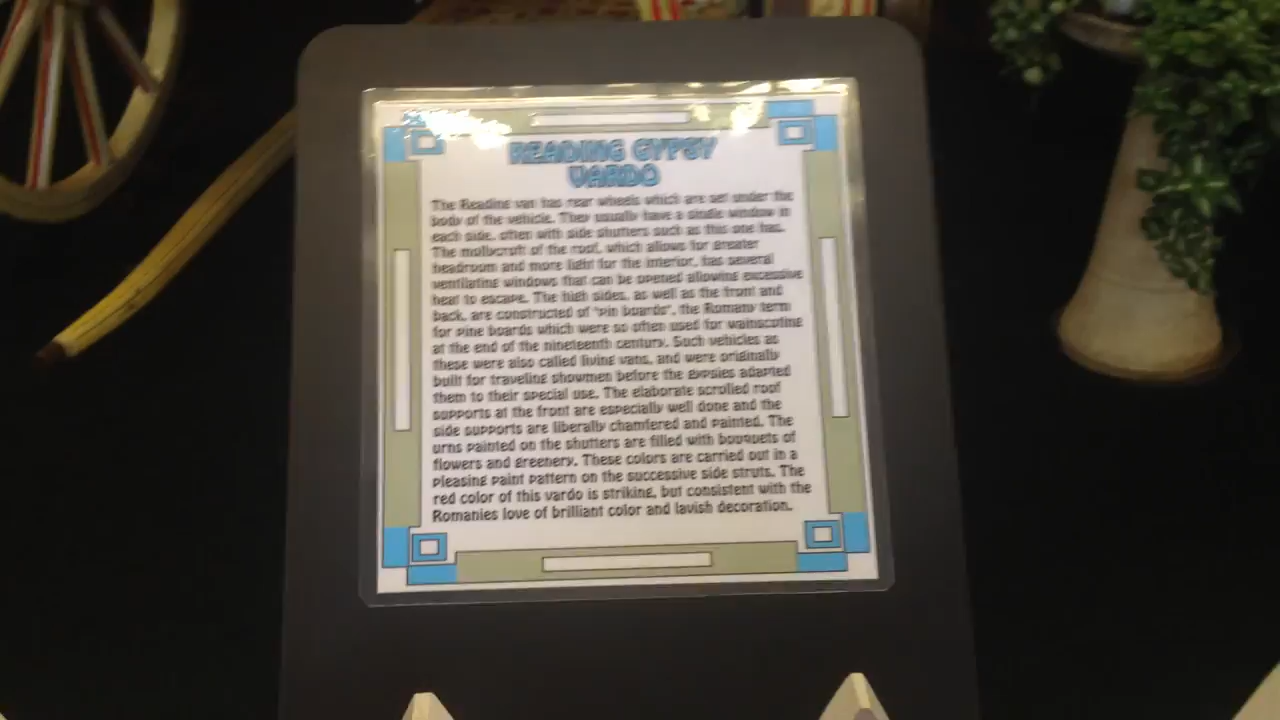 READING GYPSY
VARDO
The Reading van has rear wheels which are set under the
body of the vehicle. They usually have a single window in
each side, often with side shutters such as this one has.
The mollycroft of the roof, which allows for greater
headroom and more light for the interior, has several
ventilating windows that can be opened allowing excessive
heat to escape. The high sides, as well as the front and
back, are constructed of "pin boards", the Romany term
for pine boards which were so often used for wainscoting
at the end of the nineteenth century. Such vehicles as
these were also called living vans, and were originally
built for traveling showmen before the gypsies adapted
them to their special use. The elaborate scrolled roof
supports at the front are especially well done and the
side supports are liberally chamfered and painted. The
urns painted on the shutters are filled with bouquets of
flowers and greenery. These colors are carried out in a
pleasing paint pattern on the successive side struts. The
red color of this vardo is striking, but consistent with the
Romanies love of brilliant color and lavish decoration.